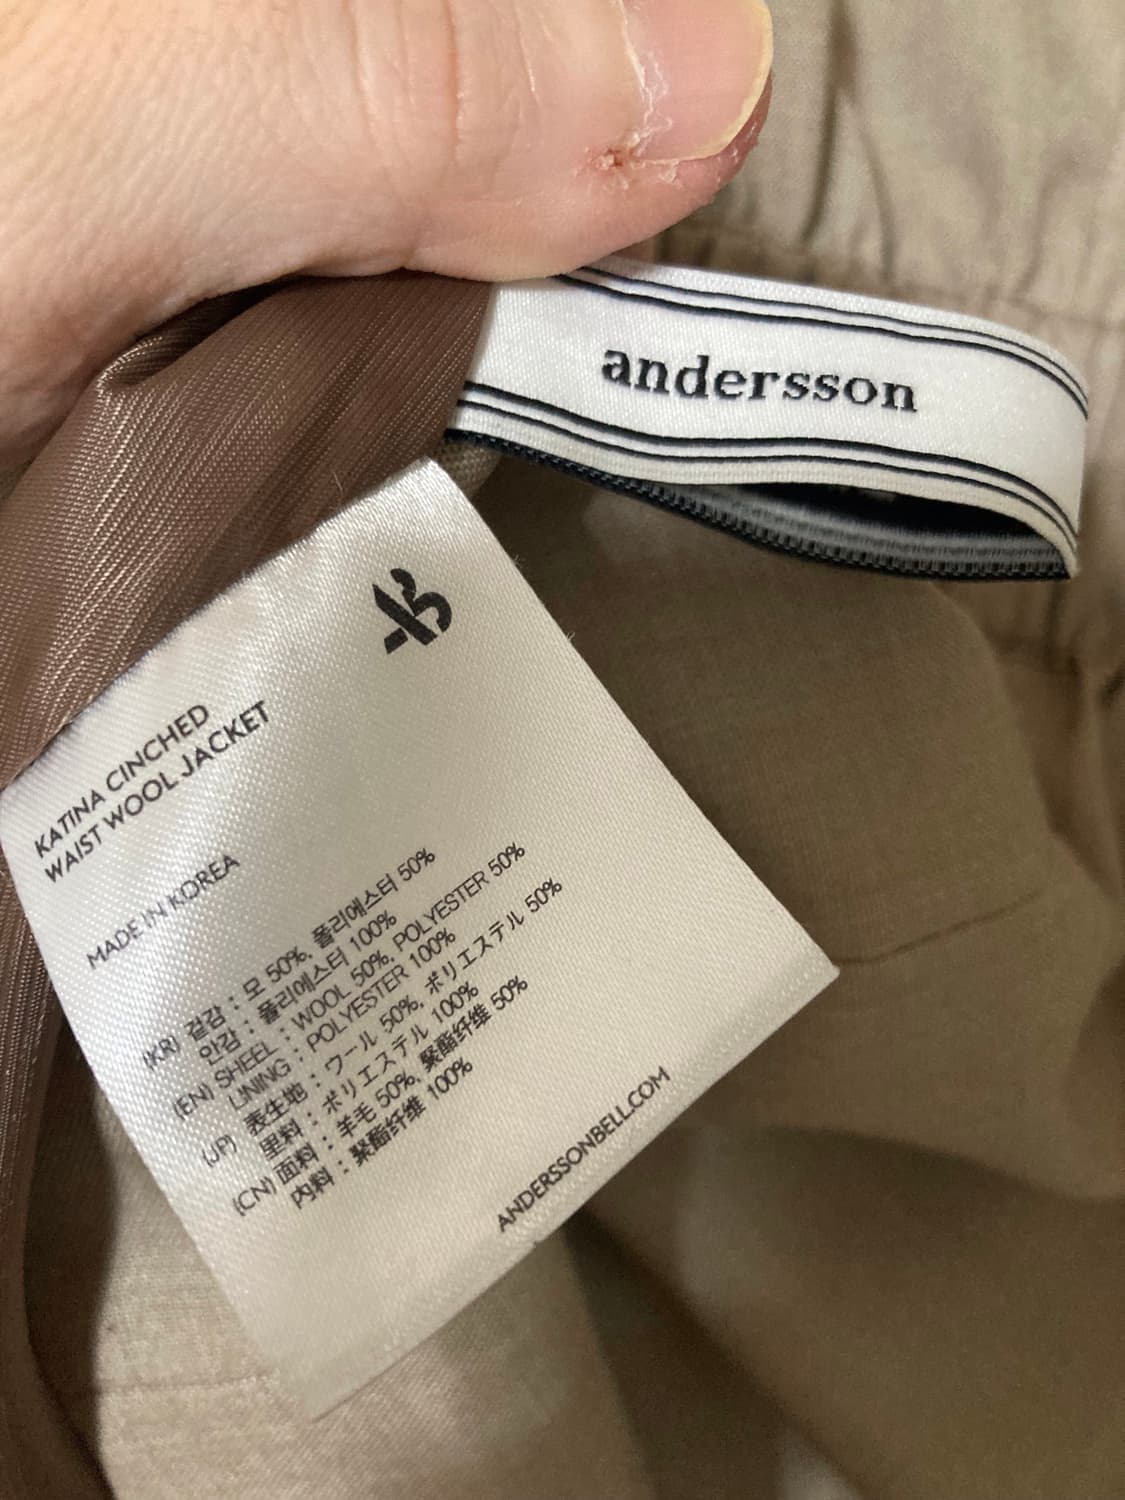 andersson
AB
KATINA CINCHED
WAIST WOOL JACKET
MADE IN KOREA
(KR) 겉감 : 모 50%, 폴리에스터 50%
안감 : 폴리에스터 100%
(EN) SHEEL : WOOL 50%, POLYESTER 50%
LINING : POLYESTER 100%
(JP) 表生地 : ウール 50%, ポリエステル 50%
里料 : ポリエステル 100%
(CN) 面料 : 羊毛 50%, 聚酯纤维 50%
内料 : 聚酯纤维 100%
ANDERSSONBELL.COM